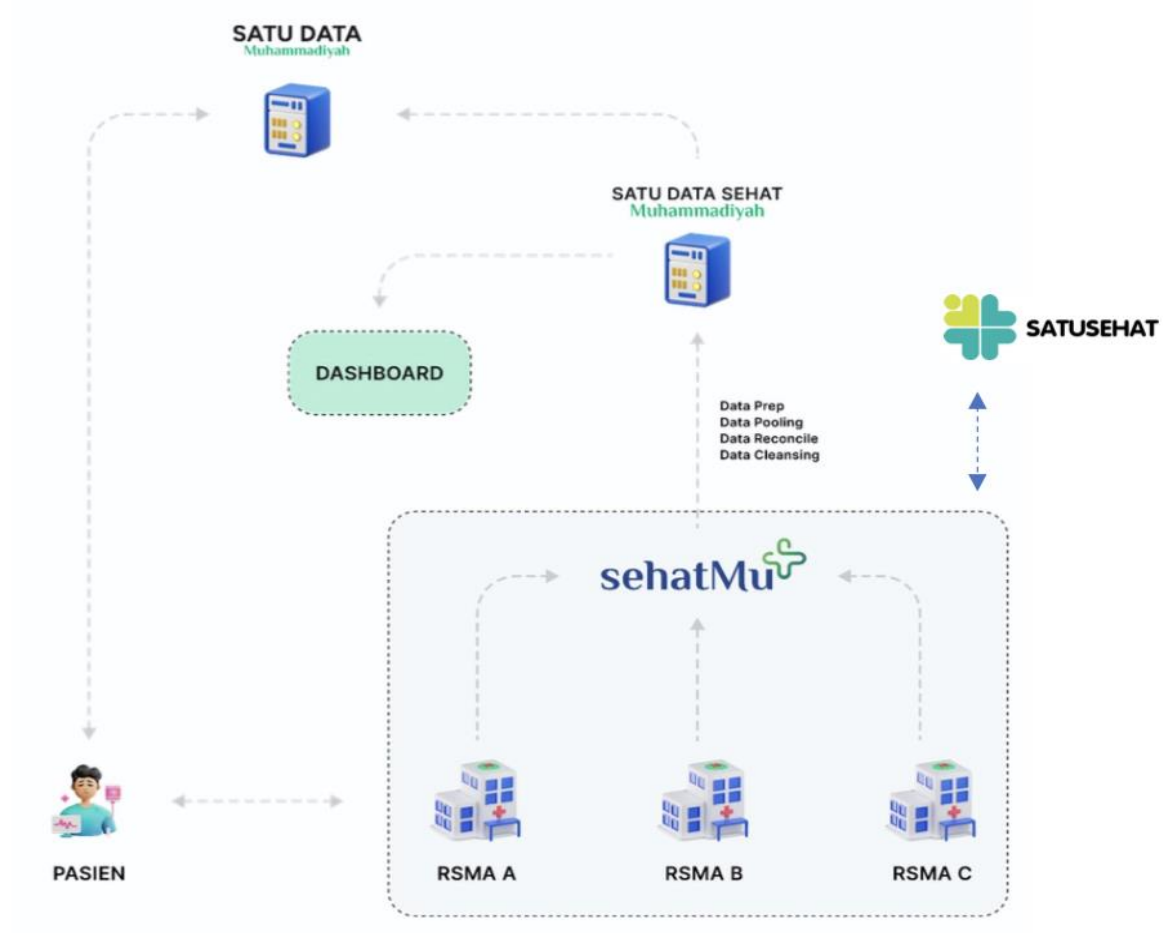 SATU DATA
Muhammadiyah
SATU DATA SEHAT
Muhammadiyah
SATUSEHAT
DASHBOARD
Data Prep
Data Pooling
Data Reconcile
Data Cleansing
sehatMu
PASIEN
RSMA A
RSMA B
RSMA C